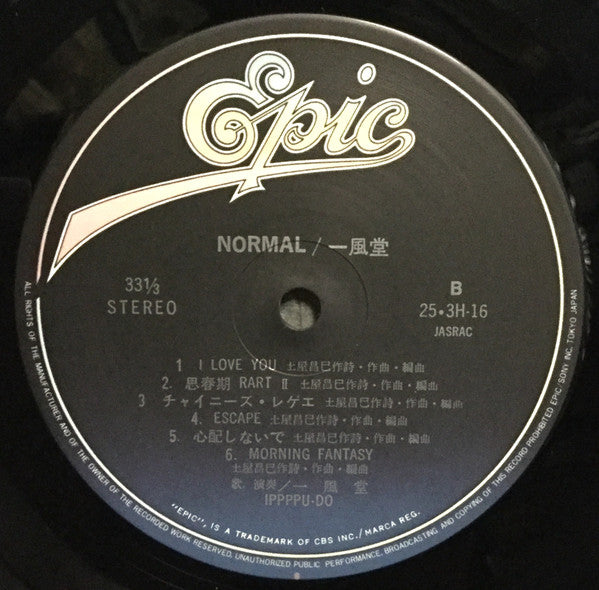 Epic
NORMAL / 一風堂
33⅓
STEREO
B
25・3H-16
JASRAC
1 I LOVE YOU 土屋昌巳作詩・作曲・編曲
2. 思春期 RART Ⅱ 土屋昌巳作詩・作曲・編曲
3 チャイニーズ・レゲエ 土屋昌巳作詩・作曲・編曲
4. ESCAPE 土屋昌巳作詩・作曲・編曲
5. 心配しないで 土屋昌巳作詩・作曲・編曲
6. MORNING FANTASY
土屋昌巳作詩・作曲・編曲
歌、演奏/一 風 堂
IPPPPU-DO
"EPIC", IS A TRADEMARK OF CBS INC./MARCA REG.
ALL RIGHTS OF THE MANUFACTURER AND OF THE OWNER OF THE RECORDED WORK RESERVED. UNAUTHORIZED PUBLIC PERFORMANCE, BROADCASTING AND COPYING OF THIS RECORD PROHIBITED EPIC/SONY INC. TOKYO JAPAN